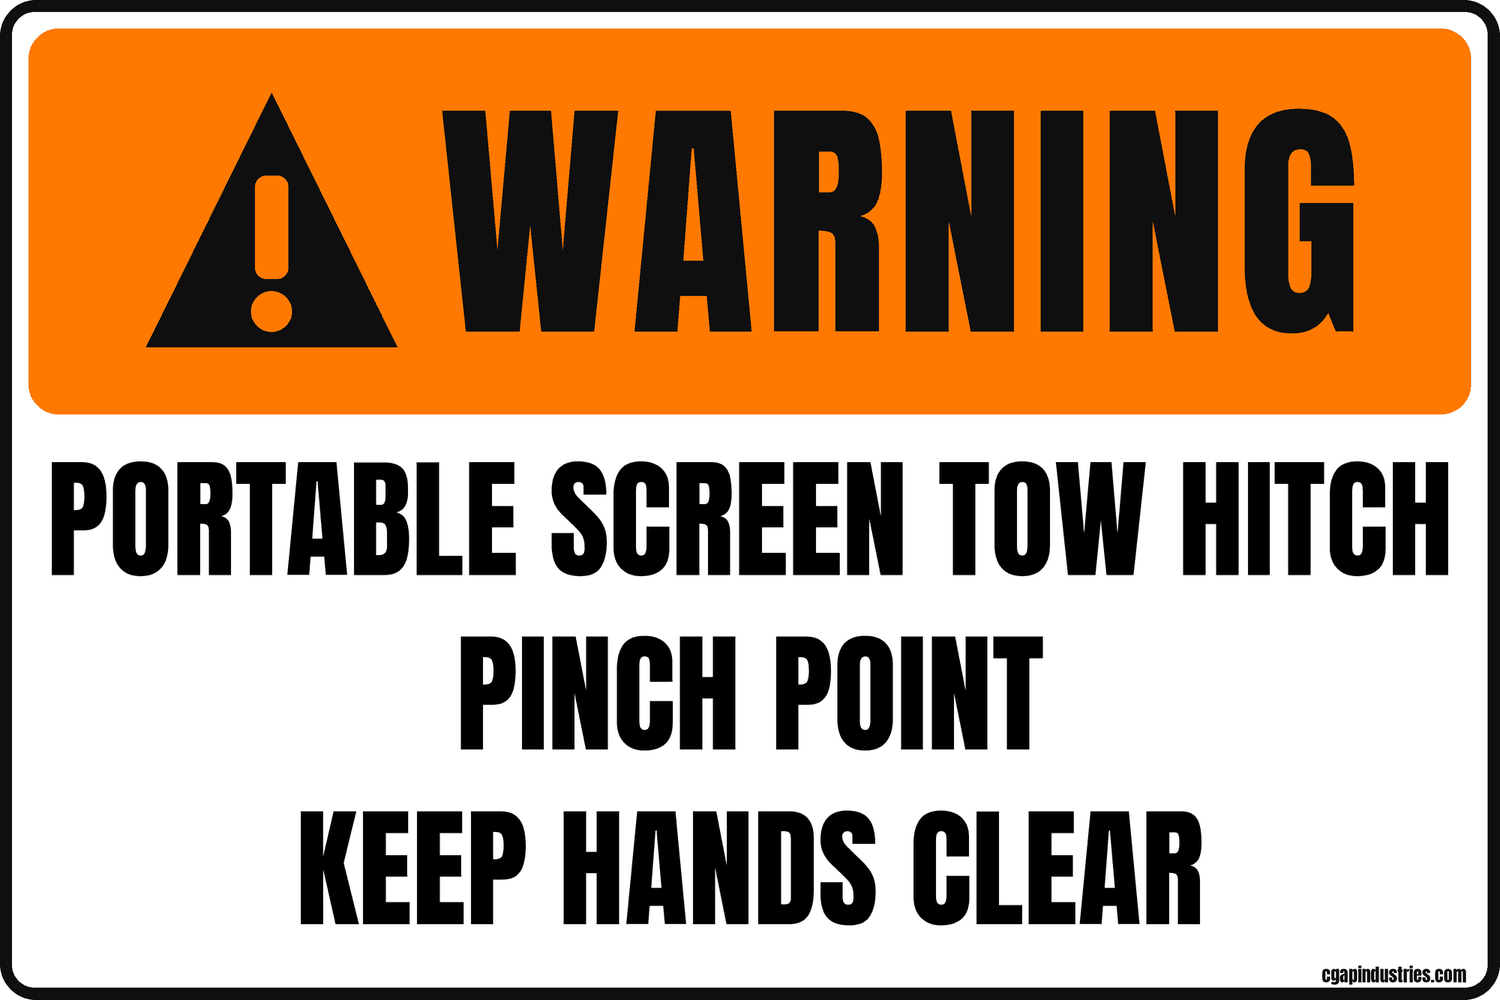 WARNING
PORTABLE SCREEN TOW HITCH
PINCH POINT
KEEP HANDS CLEAR
cgapindustries.com